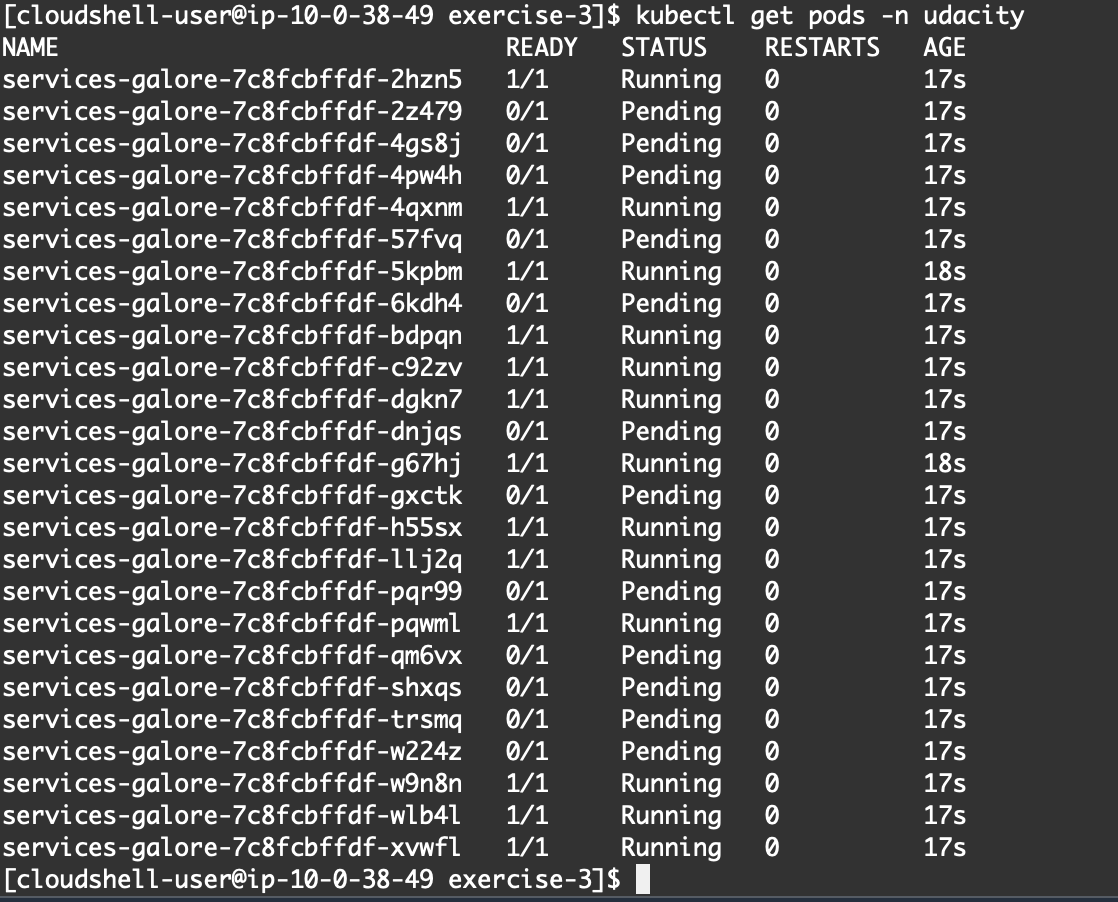 [cloudshell-user@ip-10-0-38-49 exercise-3]$ kubectl get pods -n udacity
NAME READY STATUS RESTARTS AGE
services-galore-7c8fcbffdf-2hzn5 1/1 Running 0 17s
services-galore-7c8fcbffdf-2z479 0/1 Pending 0 17s
services-galore-7c8fcbffdf-4gs8j 0/1 Pending 0 17s
services-galore-7c8fcbffdf-4pw4h 0/1 Pending 0 17s
services-galore-7c8fcbffdf-4qxnm 1/1 Running 0 17s
services-galore-7c8fcbffdf-57fvq 0/1 Pending 0 17s
services-galore-7c8fcbffdf-5kpbm 1/1 Running 0 18s
services-galore-7c8fcbffdf-6kdh4 0/1 Pending 0 17s
services-galore-7c8fcbffdf-bdpqn 1/1 Running 0 17s
services-galore-7c8fcbffdf-c92zv 1/1 Running 0 17s
services-galore-7c8fcbffdf-dgkn7 1/1 Running 0 17s
services-galore-7c8fcbffdf-dnjqs 0/1 Pending 0 17s
services-galore-7c8fcbffdf-g67hj 1/1 Running 0 18s
services-galore-7c8fcbffdf-gxctk 0/1 Pending 0 17s
services-galore-7c8fcbffdf-h55sx 1/1 Running 0 17s
services-galore-7c8fcbffdf-llj2q 1/1 Running 0 17s
services-galore-7c8fcbffdf-pqr99 0/1 Pending 0 17s
services-galore-7c8fcbffdf-pqwml 1/1 Running 0 17s
services-galore-7c8fcbffdf-qm6vx 0/1 Pending 0 17s
services-galore-7c8fcbffdf-shxqs 0/1 Pending 0 17s
services-galore-7c8fcbffdf-trsmq 0/1 Pending 0 17s
services-galore-7c8fcbffdf-w224z 0/1 Pending 0 17s
services-galore-7c8fcbffdf-w9n8n 1/1 Running 0 17s
services-galore-7c8fcbffdf-wlb4l 1/1 Running 0 17s
services-galore-7c8fcbffdf-xvwfl 1/1 Running 0 17s
[cloudshell-user@ip-10-0-38-49 exercise-3]$